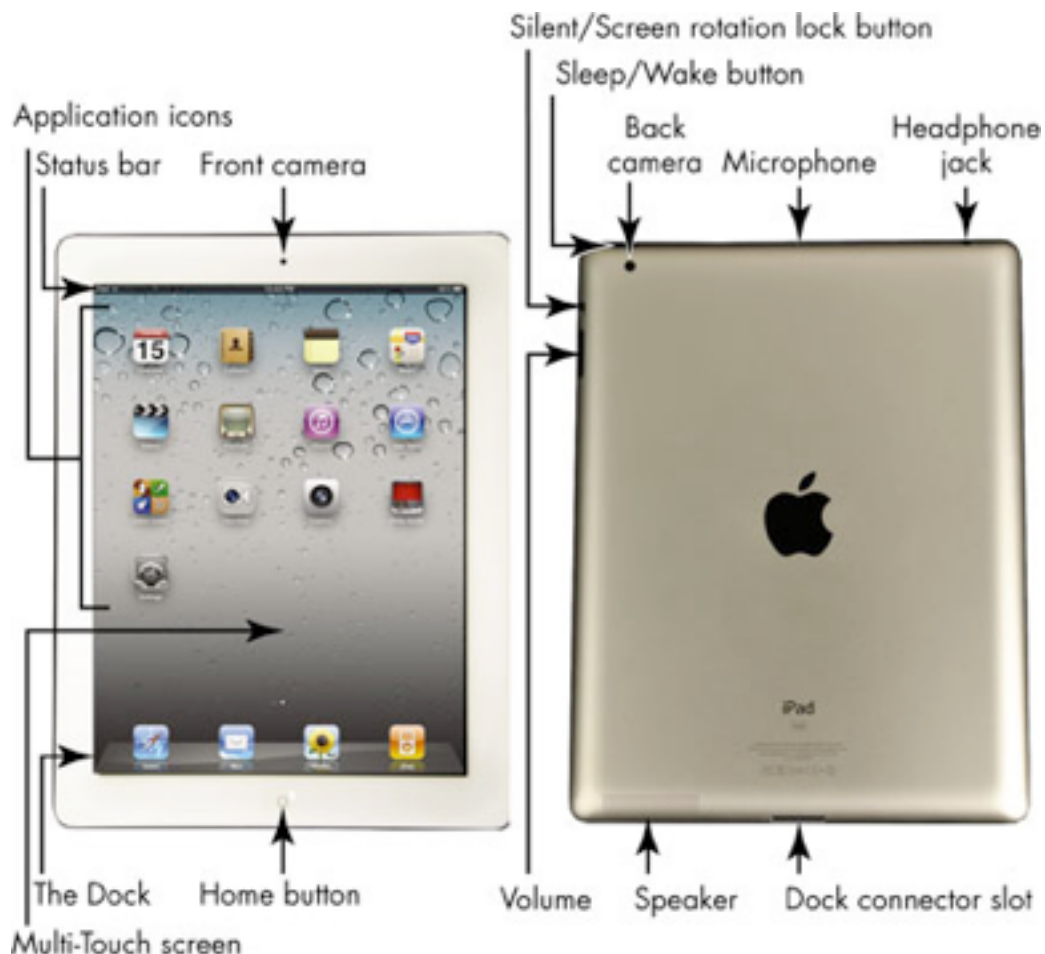 Silent/Screen rotation lock button
Sleep/Wake button
Application icons
Back
camera
Headphone
jack
Status bar
Front camera
Microphone
15
iPad
The Dock
Home button
Volume
Speaker
Dock connector slot
Multi-Touch screen